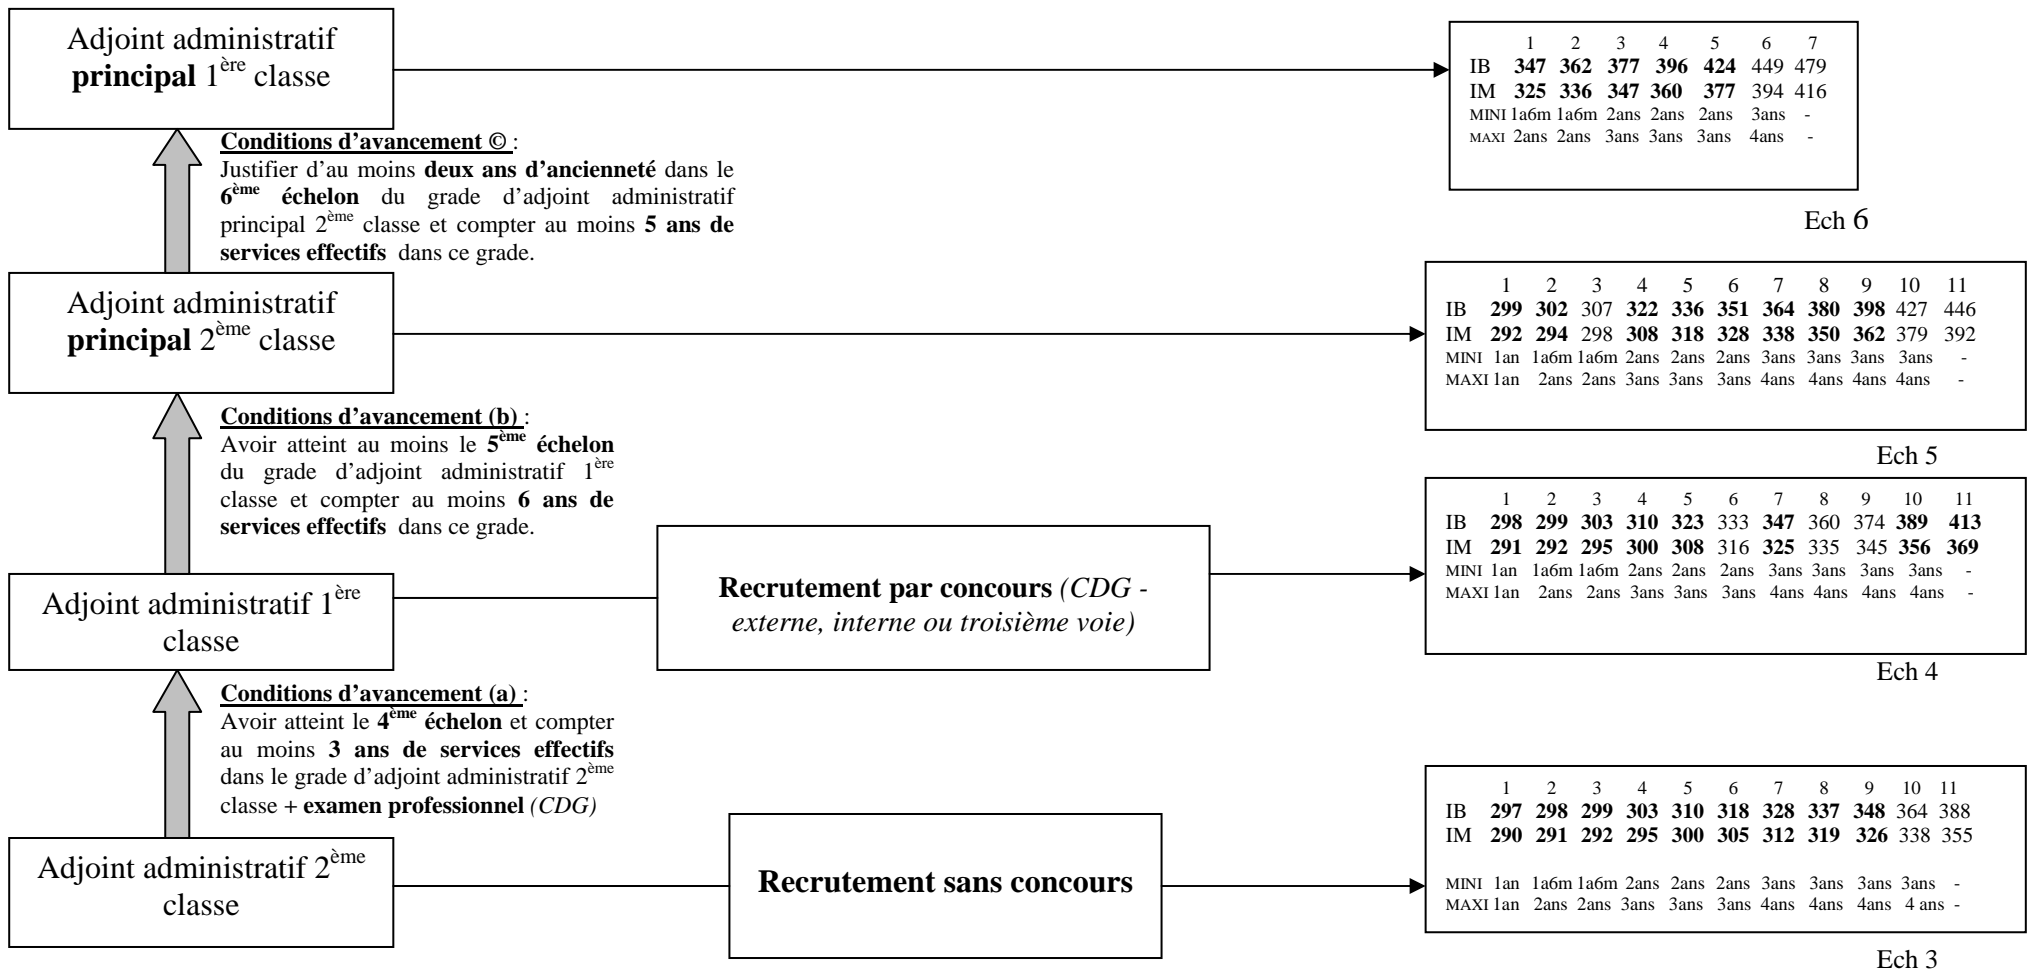 Adjoint administratif
principal 1ère classe
1 2 3 4 5 6 7
IB 347 362 377 396 424 449 479
IM 325 336 347 360 377 394 416
MINI 1a6m 1a6m 2ans 2ans 2ans 3ans -
MAXI 2ans 2ans 3ans 3ans 3ans 4ans -
Ech 6
Conditions d’avancement © :
Justifier d’au moins deux ans d’ancienneté dans le
6ème échelon du grade d’adjoint administratif
principal 2ème classe et compter au moins 5 ans de
services effectifs dans ce grade.
Adjoint administratif
principal 2ème classe
1 2 3 4 5 6 7 8 9 10 11
IB 299 302 307 322 336 351 364 380 398 427 446
IM 292 294 298 308 318 328 338 350 362 379 392
MINI 1an 1a6m 1a6m 2ans 2ans 2ans 3ans 3ans 3ans 3ans -
MAXI 1an 2ans 2ans 3ans 3ans 3ans 4ans 4ans 4ans 4ans -
Ech 5
Conditions d’avancement (b) :
Avoir atteint au moins le 5ème échelon
du grade d’adjoint administratif 1ère
classe et compter au moins 6 ans de
services effectifs dans ce grade.
Adjoint administratif 1ère
classe
Recrutement par concours (CDG -
externe, interne ou troisième voie)
1 2 3 4 5 6 7 8 9 10 11
IB 298 299 303 310 323 333 347 360 374 389 413
IM 291 292 295 300 308 316 325 335 345 356 369
MINI 1an 1a6m 1a6m 2ans 2ans 2ans 3ans 3ans 3ans 3ans -
MAXI 1an 2ans 2ans 3ans 3ans 3ans 4ans 4ans 4ans 4ans -
Ech 4
Conditions d’avancement (a) :
Avoir atteint le 4ème échelon et compter
au moins 3 ans de services effectifs
dans le grade d’adjoint administratif 2ème
classe + examen professionnel (CDG)
Adjoint administratif 2ème
classe
Recrutement sans concours
1 2 3 4 5 6 7 8 9 10 11
IB 297 298 299 303 310 318 328 337 348 364 388
IM 290 291 292 295 300 305 312 319 326 338 355
MINI 1an 1a6m 1a6m 2ans 2ans 2ans 3ans 3ans 3ans 3ans -
MAXI 1an 2ans 2ans 3ans 3ans 3ans 4ans 4ans 4ans 4 ans -
Ech 3